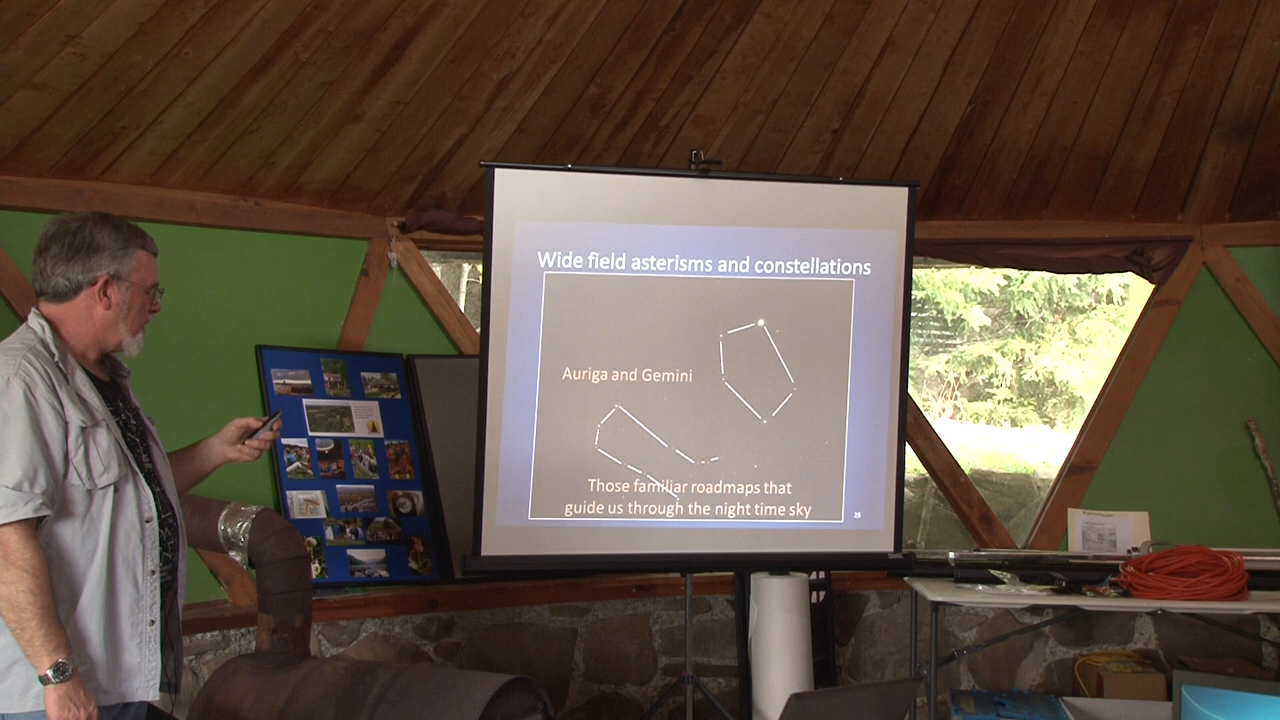 Wide field asterisms and constellations
Auriga and Gemini
Those familiar roadmaps that
guide us through the night time sky
25